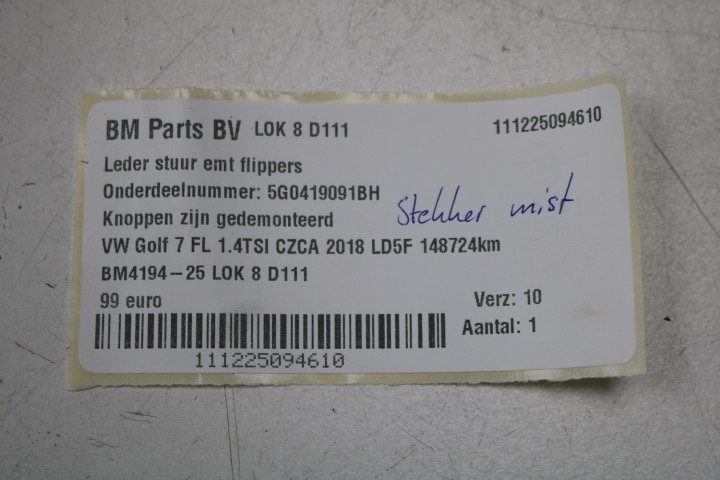 BM Parts BV LOK 8 D111 111225094610
Leder stuur emt flippers
Onderdeelnummer: 5G0419091BH
Knoppen zijn gedemonteerd
Stekker mist
VW Golf 7 FL 1.4TSI CZCA 2018 LD5F 148724km
BM4194-25 LOK 8 D111
99 euro Verz: 10
Aantal: 1
111225094610